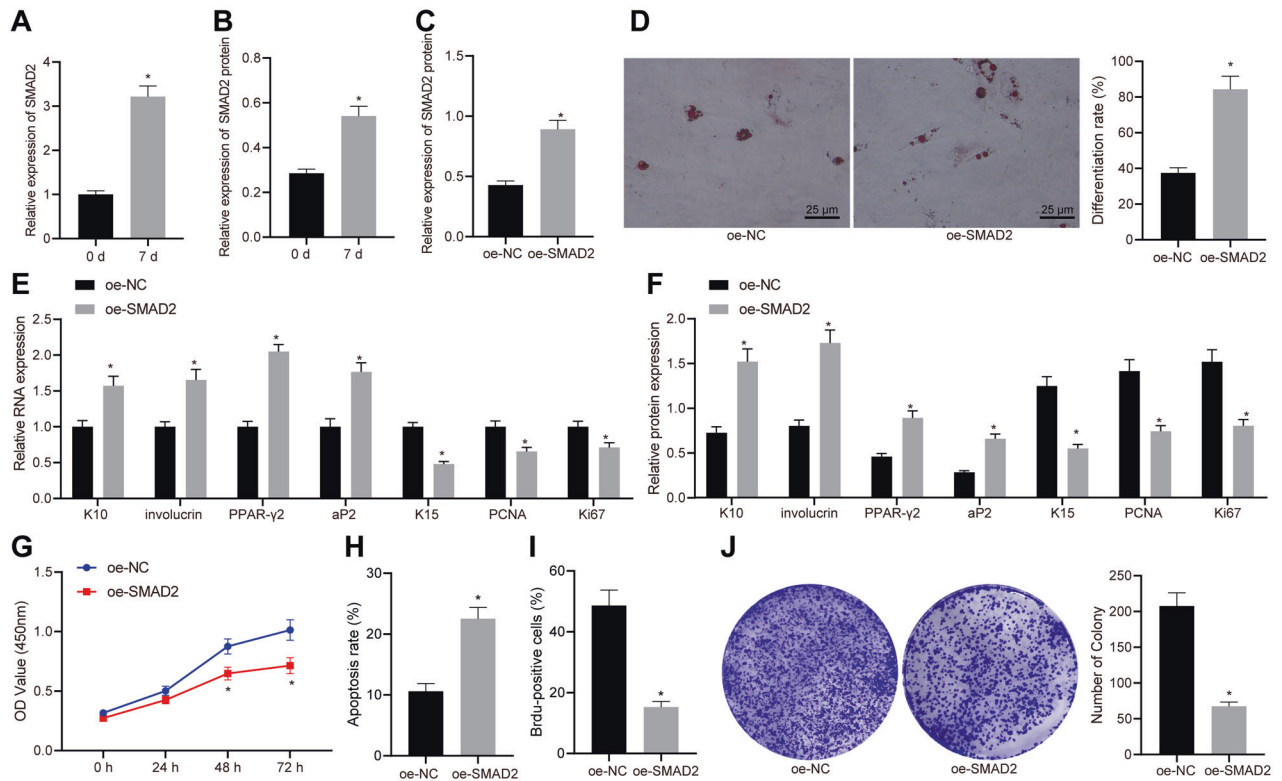 A
Relative expression of SMAD2
4
3
2
1
0
*
0 d
7 d
B
Relative expression of SMAD2 protein
0.8
0.6
0.4
0.2
0.0
*
0 d
7 d
C
Relative expression of SMAD2 protein
1.5
1.0
0.5
0.0
*
oe-NC
oe-SMAD2
D
25 μm
oe-NC
25 μm
oe-SMAD2
Differentiation rate (%)
100
80
60
40
20
0
*
oe-NC
oe-SMAD2
E
oe-NC
oe-SMAD2
Relative RNA expression
2.5
2.0
1.5
1.0
0.5
0.0
*
*
*
*
*
*
*
K10
involucrin
PPAR-γ2
aP2
K15
PCNA
Ki67
F
oe-NC
oe-SMAD2
Relative protein expression
2.0
1.5
1.0
0.5
0.0
*
*
*
*
*
*
*
K10
involucrin
PPAR-γ2
aP2
K15
PCNA
Ki67
G
oe-NC
oe-SMAD2
OD Value (450nm)
1.5
1.0
0.5
0.0
*
*
0 h
24 h
48 h
72 h
H
Apoptosis rate (%)
30
20
10
0
*
oe-NC
oe-SMAD2
I
Brdu-positive cells (%)
60
40
20
0
*
oe-NC
oe-SMAD2
J
oe-NC
oe-SMAD2
Number of Colony
250
200
150
100
50
0
*
oe-NC
oe-SMAD2